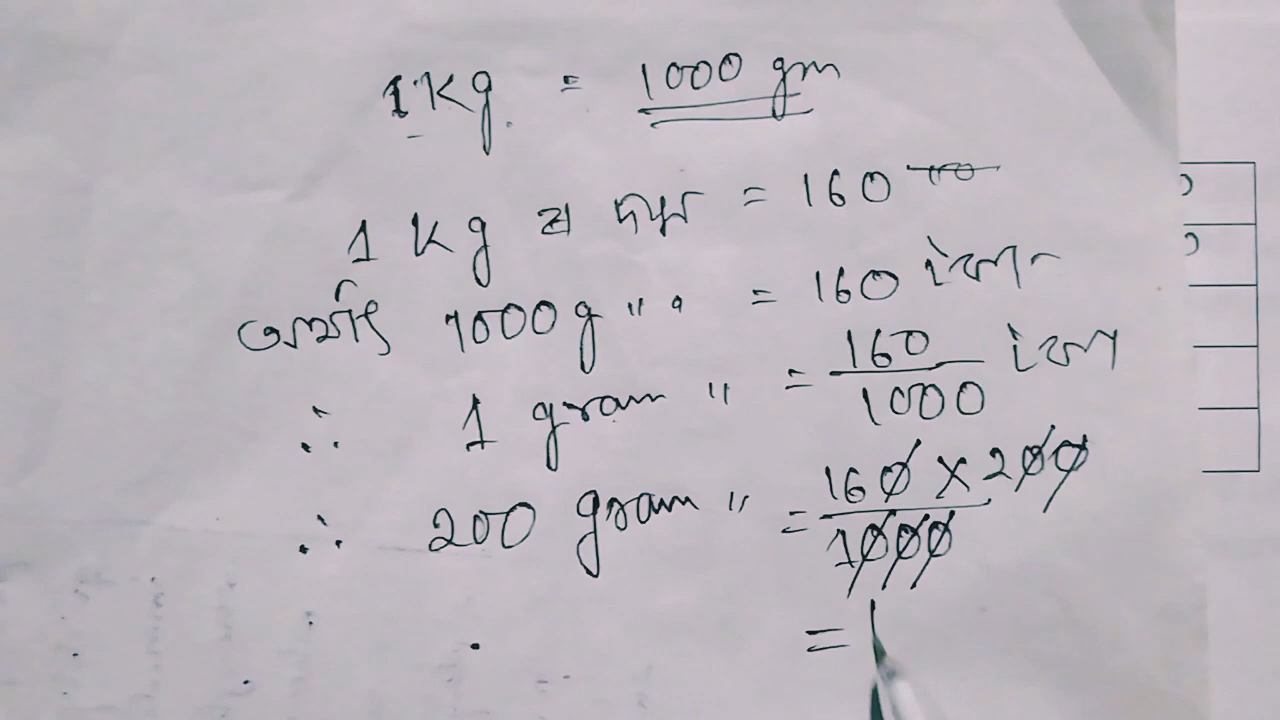 1Kg = 1000 gm
1 Kg এর দাম = 160
অর্থাৎ 1000g " " = 160 টাকা
∴ 1 gram " = 160/1000 টাকা
∴ 200 gram " = 160 X 200/1000
=